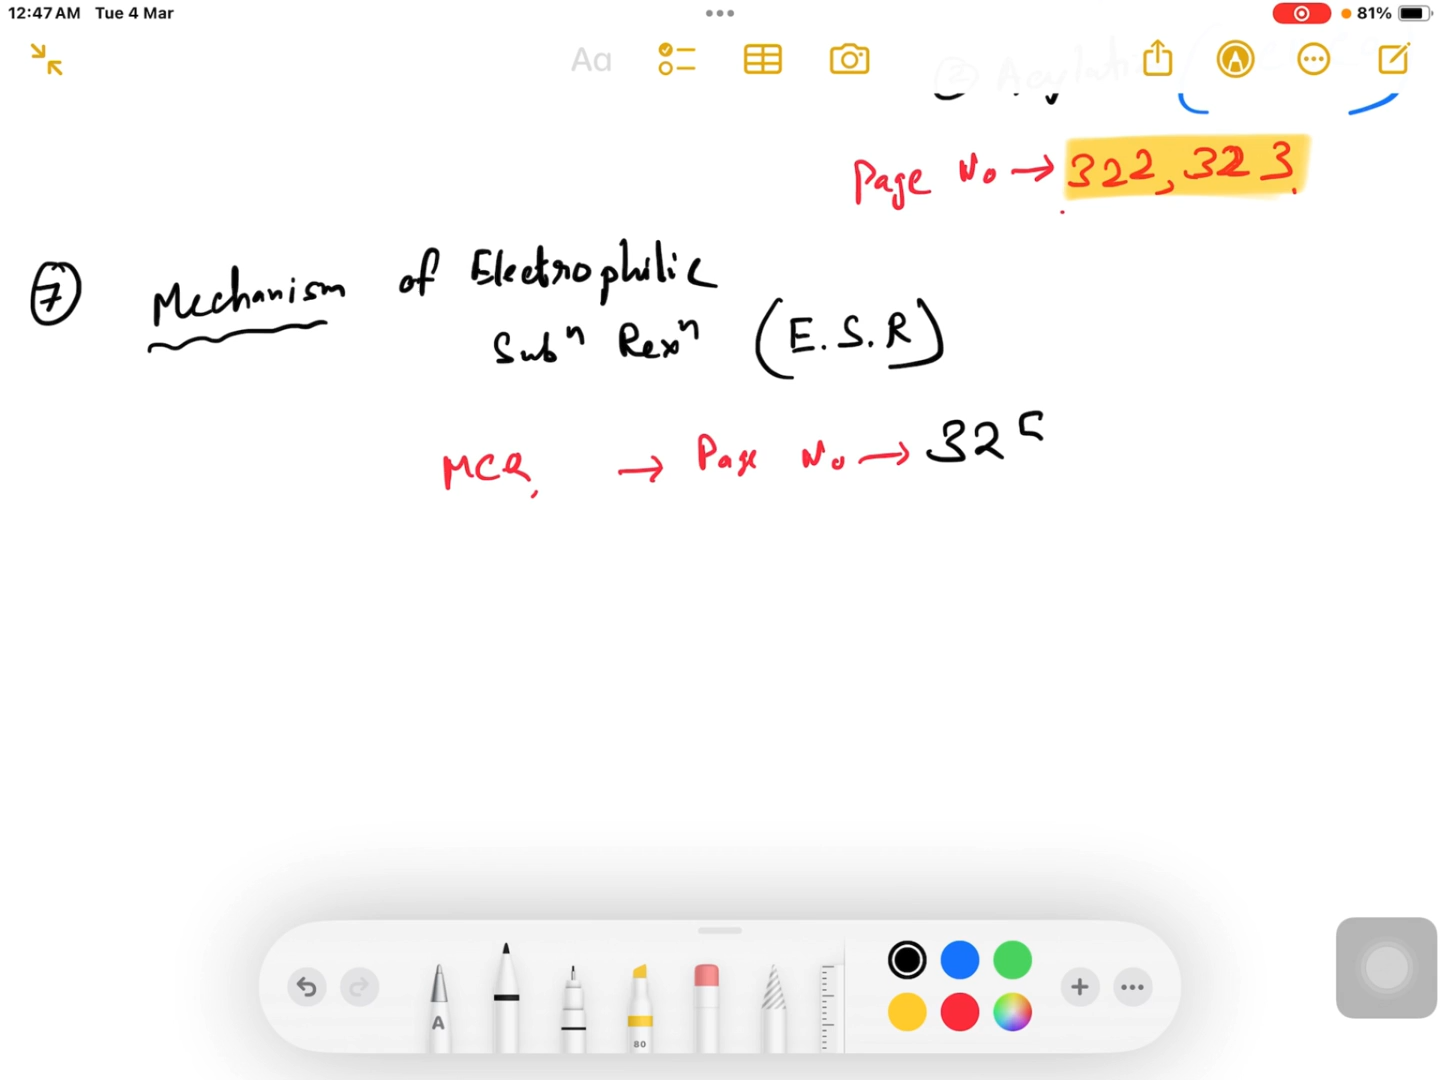 12:47 AM Tue 4 Mar 81%
Aa
Page No → 322, 323
⑦ Mechanism of Electrophilic
Subⁿ Rexⁿ (E.S.R)
MCQ, → Page No → 325
A
80